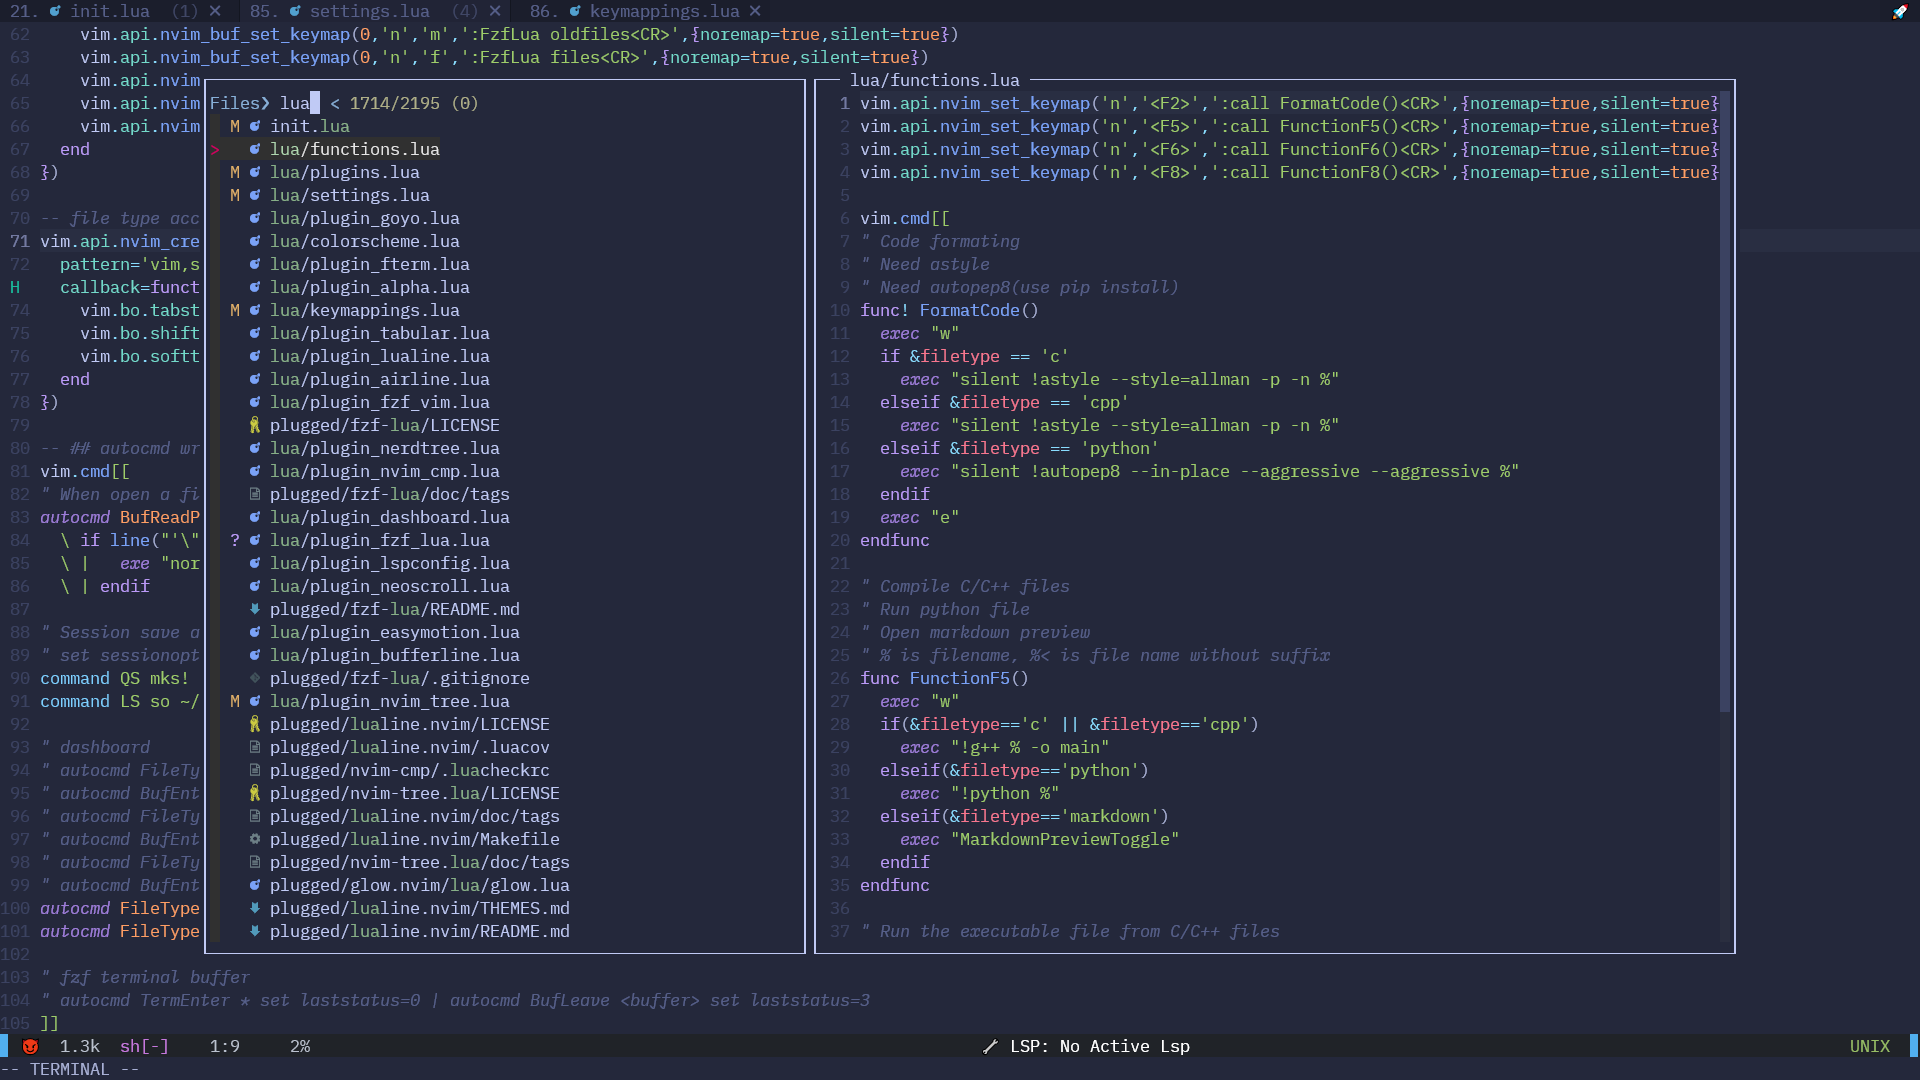 21. init.lua (1) ✕ 85. settings.lua (4) ✕ 86. keymappings.lua ✕
62 vim.api.nvim_buf_set_keymap(0,'n','m',':FzfLua oldfiles<CR>',{noremap=true,silent=true})
63 vim.api.nvim_buf_set_keymap(0,'n','f',':FzfLua files<CR>',{noremap=true,silent=true})
64 vim.api.nvim
65 vim.api.nvim
66 vim.api.nvim
67 end
68 })
69
70 -- file type acc
71 vim.api.nvim_cre
72 pattern='vim,s
H callback=funct
74 vim.bo.tabst
75 vim.bo.shift
76 vim.bo.softt
77 end
78 })
79
80 -- ## autocmd wr
81 vim.cmd[[
82 " When open a fi
83 autocmd BufReadP
84 \ if line("'\"
85 \ | exe "nor
86 \ | endif
87
88 " Session save a
89 " set sessionopt
90 command QS mks!
91 command LS so ~/
92
93 " dashboard
94 " autocmd FileTy
95 " autocmd BufEnt
96 " autocmd FileTy
97 " autocmd BufEnt
98 " autocmd FileTy
99 " autocmd BufEnt
100 autocmd FileType
101 autocmd FileType
102
103 " fzf terminal buffer
104 " autocmd TermEnter * set laststatus=0 | autocmd BufLeave <buffer> set laststatus=3
105 ]]
Files❯ lua < 1714/2195 (0)
M init.lua
> lua/functions.lua
M lua/plugins.lua
M lua/settings.lua
lua/plugin_goyo.lua
lua/colorscheme.lua
lua/plugin_fterm.lua
lua/plugin_alpha.lua
M lua/keymappings.lua
lua/plugin_tabular.lua
lua/plugin_lualine.lua
lua/plugin_airline.lua
lua/plugin_fzf_vim.lua
plugged/fzf-lua/LICENSE
lua/plugin_nerdtree.lua
lua/plugin_nvim_cmp.lua
plugged/fzf-lua/doc/tags
lua/plugin_dashboard.lua
? lua/plugin_fzf_lua.lua
lua/plugin_lspconfig.lua
lua/plugin_neoscroll.lua
plugged/fzf-lua/README.md
lua/plugin_easymotion.lua
lua/plugin_bufferline.lua
plugged/fzf-lua/.gitignore
M lua/plugin_nvim_tree.lua
plugged/lualine.nvim/LICENSE
plugged/lualine.nvim/.luacov
plugged/nvim-cmp/.luacheckrc
plugged/nvim-tree.lua/LICENSE
plugged/lualine.nvim/doc/tags
plugged/lualine.nvim/Makefile
plugged/nvim-tree.lua/doc/tags
plugged/glow.nvim/lua/glow.lua
plugged/lualine.nvim/THEMES.md
plugged/lualine.nvim/README.md
lua/functions.lua
1 vim.api.nvim_set_keymap('n','<F2>',':call FormatCode()<CR>',{noremap=true,silent=true}
2 vim.api.nvim_set_keymap('n','<F5>',':call FunctionF5()<CR>',{noremap=true,silent=true}
3 vim.api.nvim_set_keymap('n','<F6>',':call FunctionF6()<CR>',{noremap=true,silent=true}
4 vim.api.nvim_set_keymap('n','<F8>',':call FunctionF8()<CR>',{noremap=true,silent=true}
5
6 vim.cmd[[
7 " Code formating
8 " Need astyle
9 " Need autopep8(use pip install)
10 func! FormatCode()
11 exec "w"
12 if &filetype == 'c'
13 exec "silent !astyle --style=allman -p -n %"
14 elseif &filetype == 'cpp'
15 exec "silent !astyle --style=allman -p -n %"
16 elseif &filetype == 'python'
17 exec "silent !autopep8 --in-place --aggressive --aggressive %"
18 endif
19 exec "e"
20 endfunc
21
22 " Compile C/C++ files
23 " Run python file
24 " Open markdown preview
25 " % is filename, %< is file name without suffix
26 func FunctionF5()
27 exec "w"
28 if(&filetype=='c' || &filetype=='cpp')
29 exec "!g++ % -o main"
30 elseif(&filetype=='python')
31 exec "!python %"
32 elseif(&filetype=='markdown')
33 exec "MarkdownPreviewToggle"
34 endif
35 endfunc
36
37 " Run the executable file from C/C++ files
1.3k sh[-] 1:9 2% LSP: No Active Lsp UNIX
-- TERMINAL --